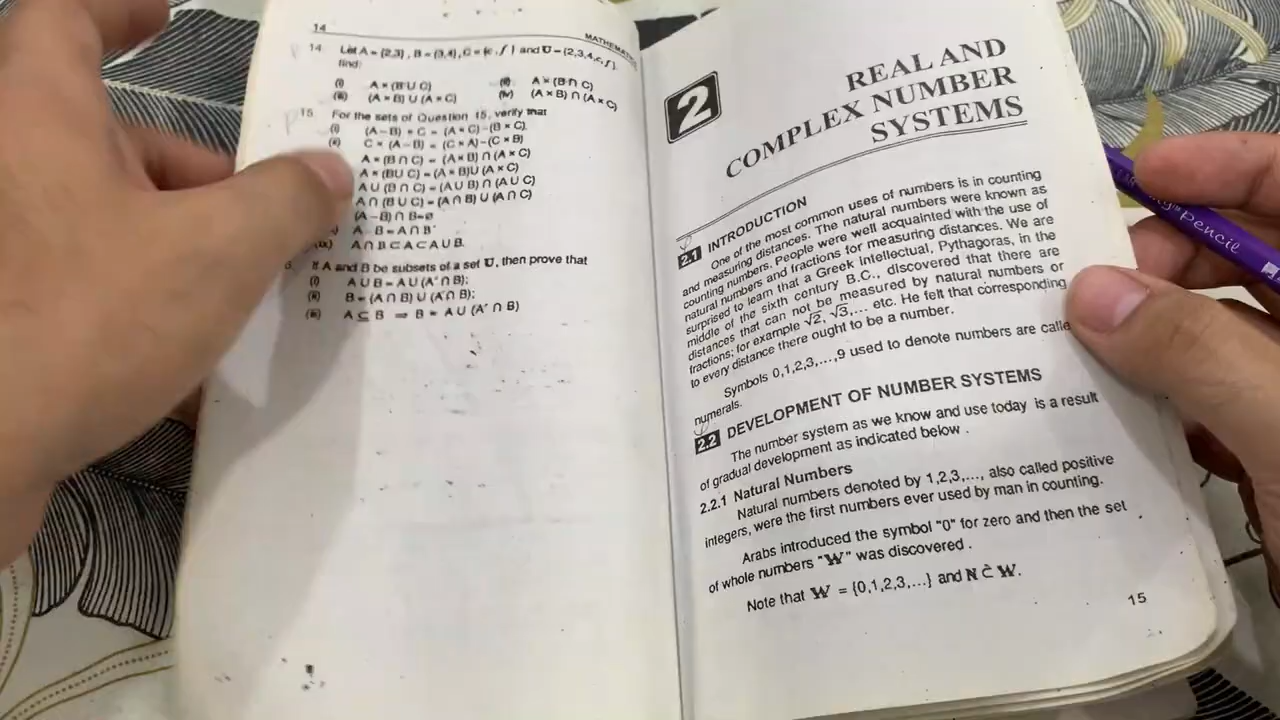 14
MATHEMATIC
14. Let A = {2,3} , B = {3,4}, C = {e, f } and U = {2,3,4,e, f}
find:
(i) A × (B U C) (ii) A × (B ∩ C)
(iii) (A × B) U (A × C) (iv) (A × B) ∩ (A × C)
15. For the sets of Question 15, verify that
(i) (A – B) × C = (A × C) – (B × C).
(ii) C × (A – B) = (C × A) – (C × B)
A × (B ∩ C) = (A × B) ∩ (A × C)
A × (B U C) = (A × B) U (A × C)
A U (B ∩ C) = (A U B) ∩ (A U C)
A ∩ (B U C) = (A ∩ B) U (A ∩ C)
(A – B) ∩ B = ø
A – B = A ∩ B′
(ix) A ∩ B ⊂ A ⊂ A U B.
If A and B be subsets of a set U, then prove that
(i) A U B = A U (A′ ∩ B);
(ii) B = (A ∩ B) U (A′ ∩ B);
(iii) A ⊆ B ⟹ B = A U (A′ ∩ B)
2
REAL AND
COMPLEX NUMBER
SYSTEMS
2.1 INTRODUCTION
One of the most common uses of numbers is in counting
and measuring distances. The natural numbers were known as
counting numbers. People were well acquainted with the use of
natural numbers and fractions for measuring distances. We are
surprised to learn that a Greek Intellectual, Pythagoras, in the
middle of the sixth century B.C., discovered that there are
distances that can not be measured by natural numbers or
fractions; for example √2, √3,... etc. He felt that corresponding
to every distance there ought to be a number.
Symbols 0,1,2,3,...,9 used to denote numbers are calle
numerals.
2.2 DEVELOPMENT OF NUMBER SYSTEMS
The number system as we know and use today is a result
of gradual development as indicated below .
2.2.1 Natural Numbers
Natural numbers denoted by 1,2,3,..., also called positive
integers, were the first numbers ever used by man in counting.
Arabs introduced the symbol "0" for zero and then the set
of whole numbers "W" was discovered .
Note that W = {0,1,2,3,...} and N ⊂ W.
15
Pencil